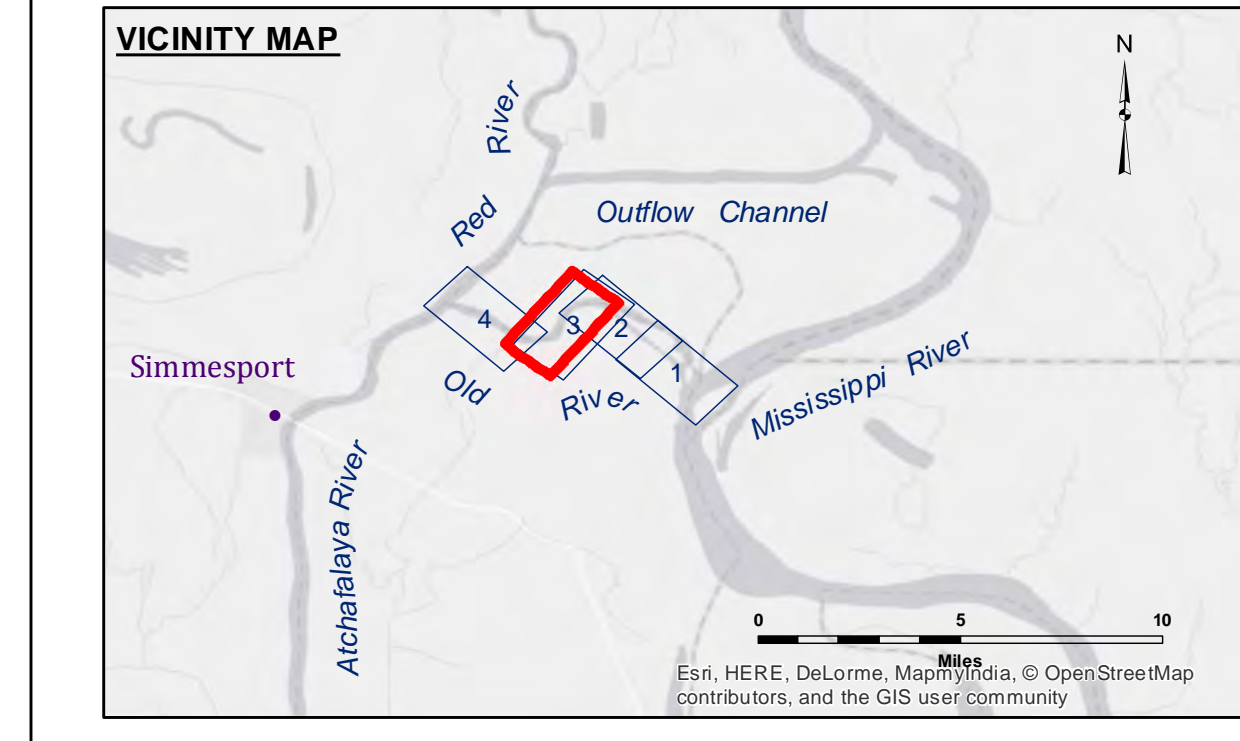 VICINITY MAP
N
Red River
Outflow Channel
4
3
2
1
Simmesport
Old River
Mississippi River
Atchafalaya River
0 5 10
Miles
Esri, HERE, DeLorme, MapmyIndia, © OpenStreetMap
contributors, and the GIS user community